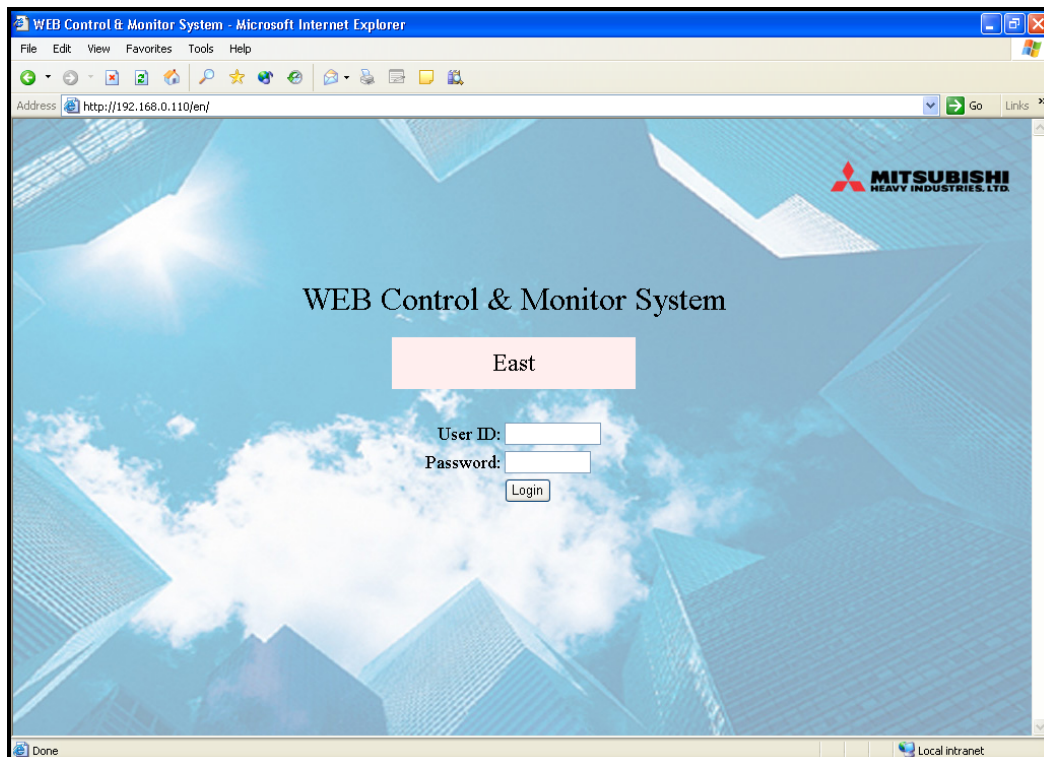 WEB Control & Monitor System - Microsoft Internet Explorer
File Edit View Favorites Tools Help
Address http://192.168.0.110/en/ Go Links »
MITSUBISHI
HEAVY INDUSTRIES, LTD.
WEB Control & Monitor System
East
User ID:
Password:
Login
Done Local intranet